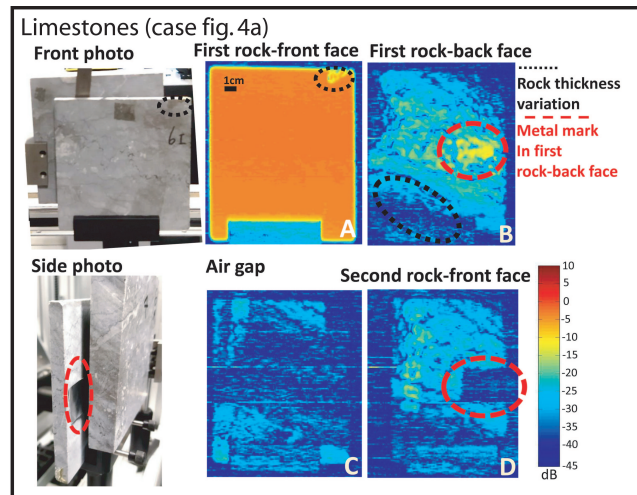 Limestones (case fig. 4a)
Front photo
First rock-front face
First rock-back face
1cm
Rock thickness
variation
Metal mark
In first
rock-back face
61
A
B
Side photo
Air gap
Second rock-front face
C
D
10
5
0
-5
-10
-15
-20
-25
-30
-35
-40
-45
dB